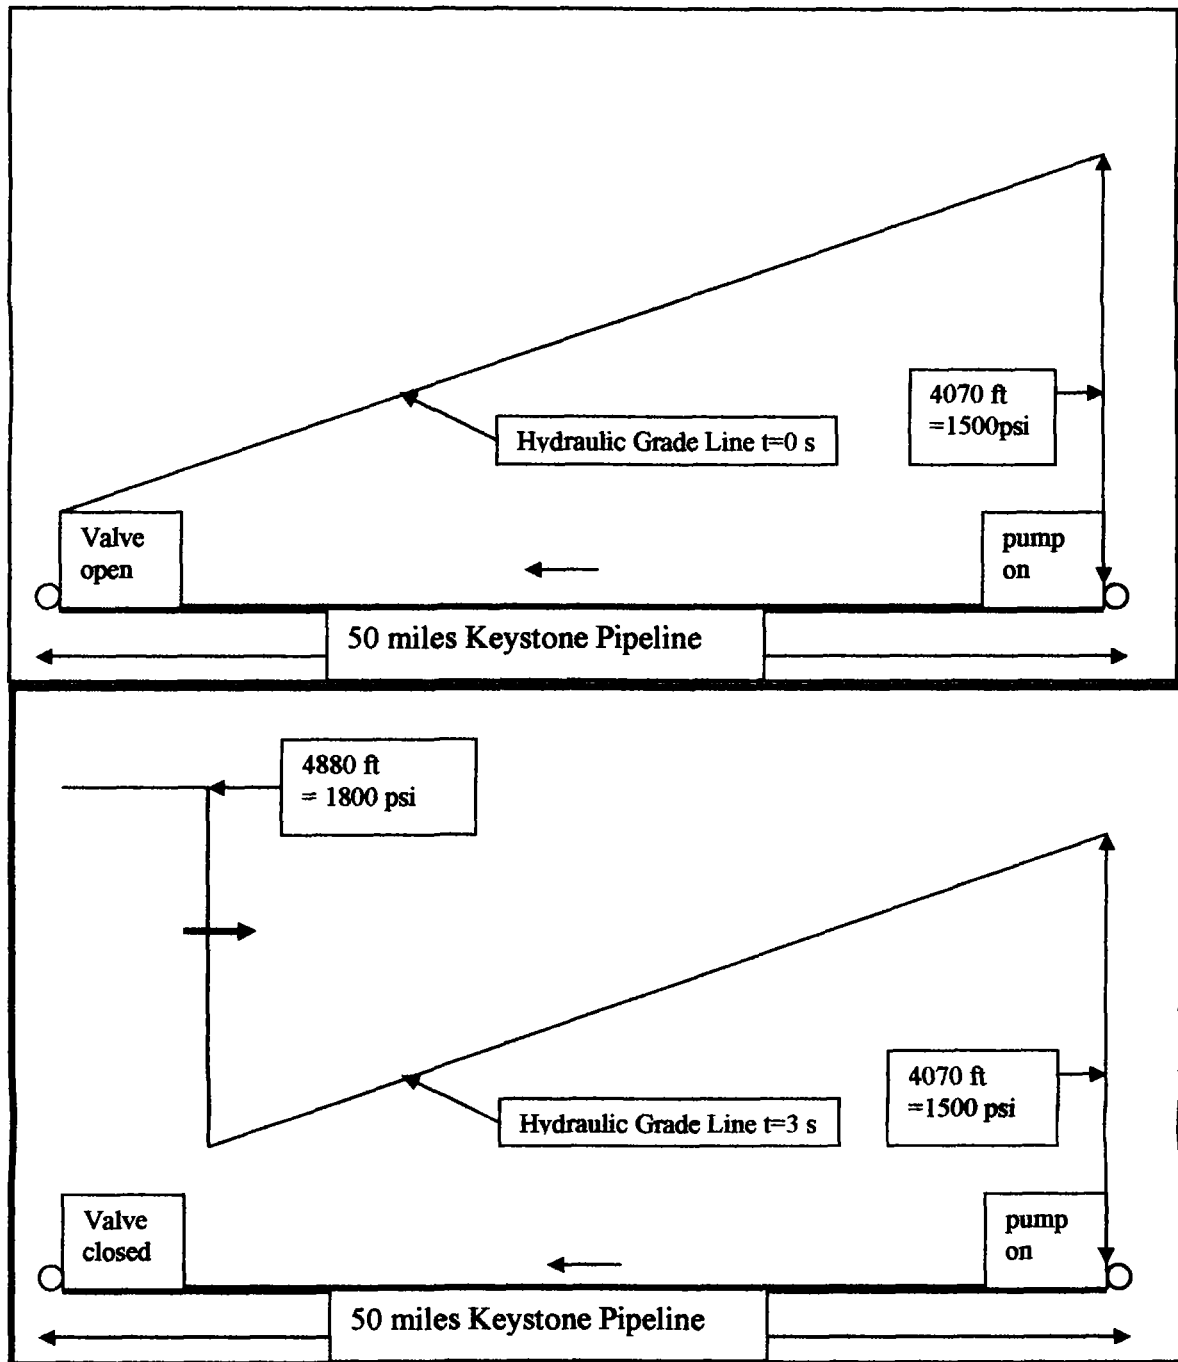 4070 ft
=1500psi
Hydraulic Grade Line t=0 s
Valve
open
pump
on
50 miles Keystone Pipeline
4880 ft
= 1800 psi
4070 ft
=1500 psi
Hydraulic Grade Line t=3 s
Valve
closed
pump
on
50 miles Keystone Pipeline